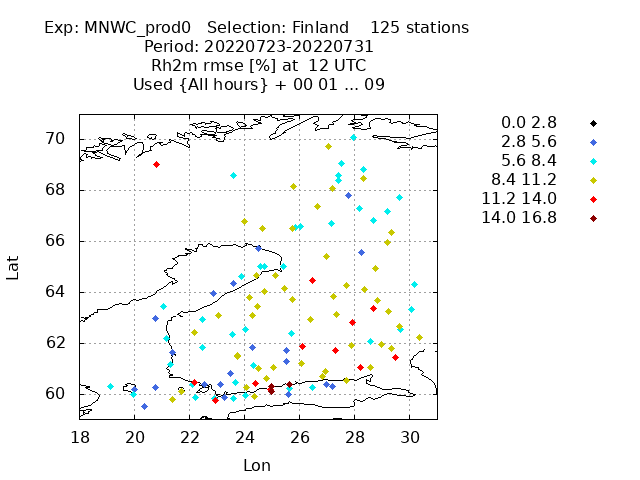 Exp: MNWC_prod0   Selection: Finland    125 stations
Period: 20220723-20220731
Rh2m rmse [%] at  12 UTC
Used {All hours} + 00 01 ... 09
0.0 2.8
2.8 5.6
5.6 8.4
8.4 11.2
11.2 14.0
14.0 16.8
70
68
66
64
62
60
Lat
18 20 22 24 26 28 30
Lon